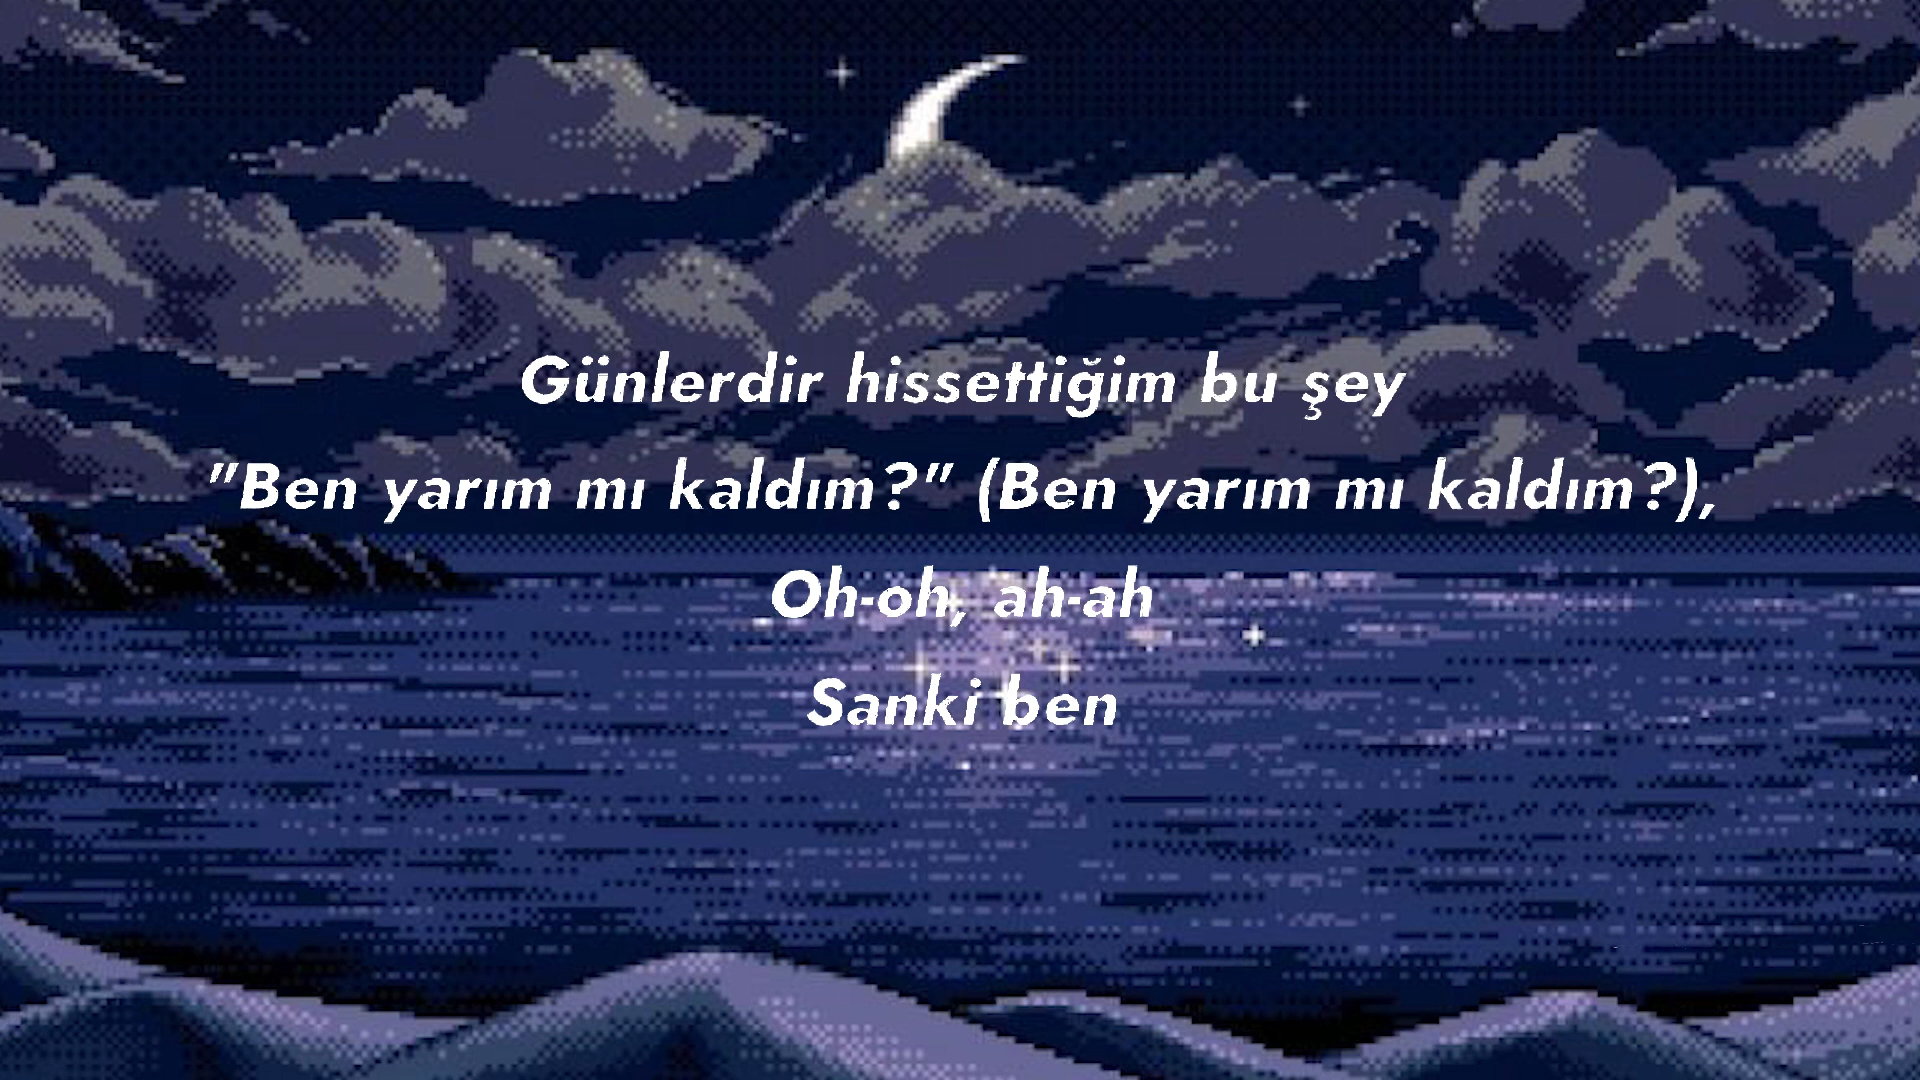 Günlerdir hissettiğim bu şey
"Ben yarım mı kaldım?" (Ben yarım mı kaldım?),
Oh-oh, ah-ah
Sanki ben